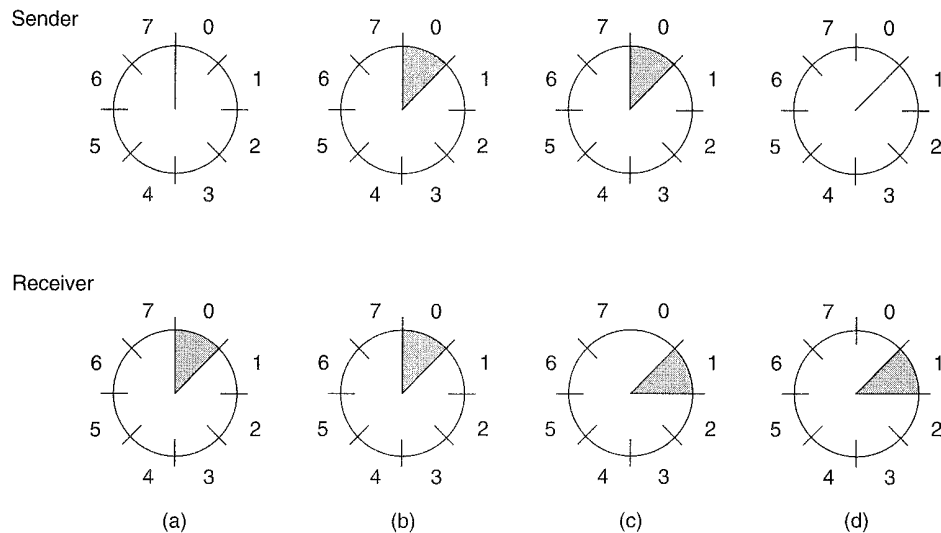 Sender
7 0 7 0 7 0 7 0
6 1 6 1 6 1 6 1
5 2 5 2 5 2 5 2
4 3 4 3 4 3 4 3
Receiver
7 0 7 0 7 0 7 0
6 1 6 1 6 1 6 1
5 2 5 2 5 2 5 2
4 3 4 3 4 3 4 3
(a) (b) (c) (d)